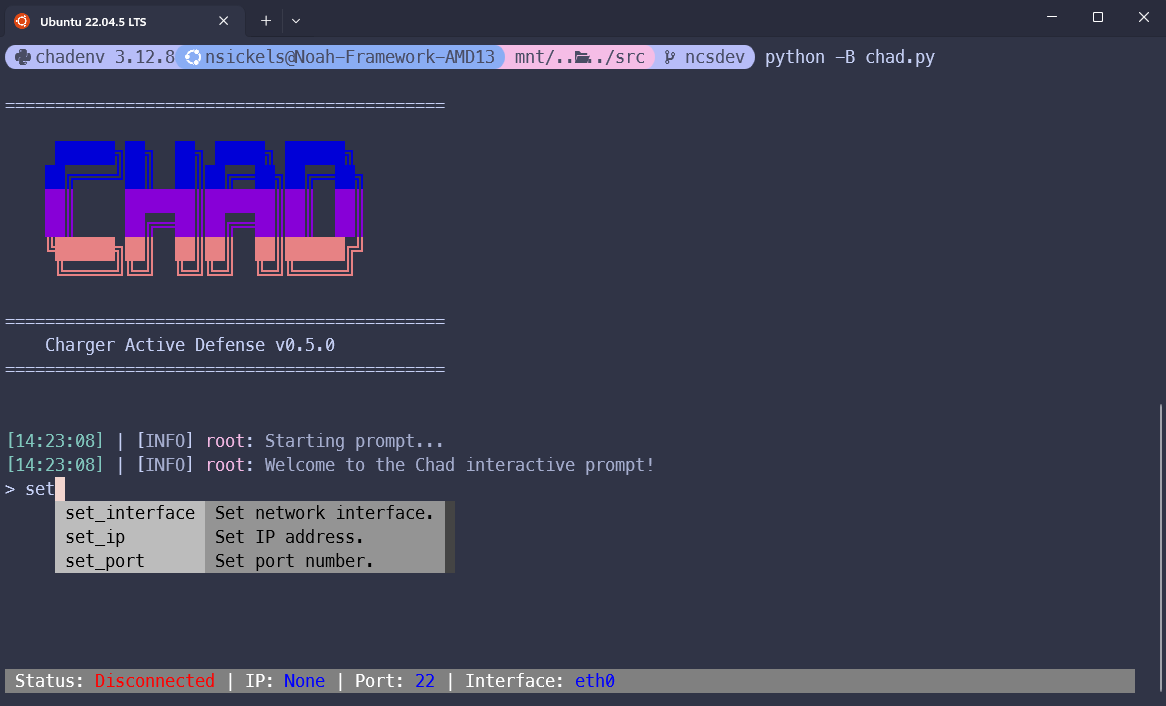 Ubuntu 22.04.5 LTS
chadenv 3.12.8 nsickels@Noah-Framework-AMD13 mnt/../src ncsdev python -B chad.py
============================================
CHAD
============================================
Charger Active Defense v0.5.0
============================================
[14:23:08] | [INFO] root: Starting prompt...
[14:23:08] | [INFO] root: Welcome to the Chad interactive prompt!
> set
set_interface Set network interface.
set_ip Set IP address.
set_port Set port number.
Status: Disconnected | IP: None | Port: 22 | Interface: eth0